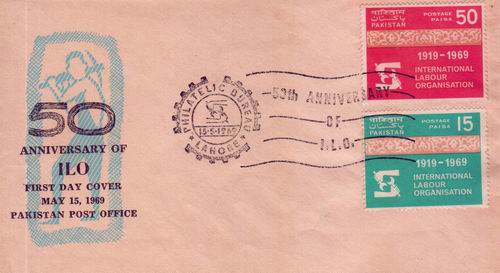 50
ANNIVERSARY OF
ILO
FIRST DAY COVER
MAY 15, 1969
PAKISTAN POST OFFICE
PHILATELIC BUREAU
15-5-1969
LAHORE
50th ANNIVERSARY
OF
I.L.O.
پاکستان
পাকিস্তান
PAKISTAN
POSTAGE
PAISA
50
1919-1969
INTERNATIONAL
LABOUR
ORGANISATION
پاکستان
পাকিস্তান
PAKISTAN
POSTAGE
PAISA
15
1919-1969
INTERNATIONAL
LABOUR
ORGANISATION